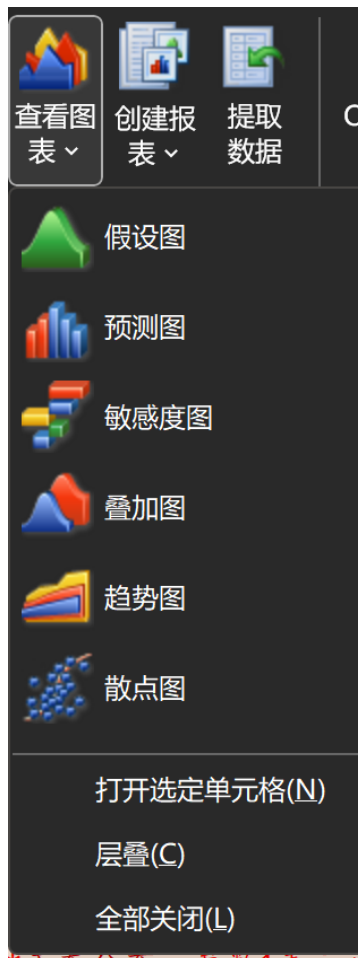 查看图
表
创建报
表
提取
数据
假设图
预测图
敏感度图
叠加图
趋势图
散点图
打开选定单元格(N)
层叠(C)
全部关闭(L)